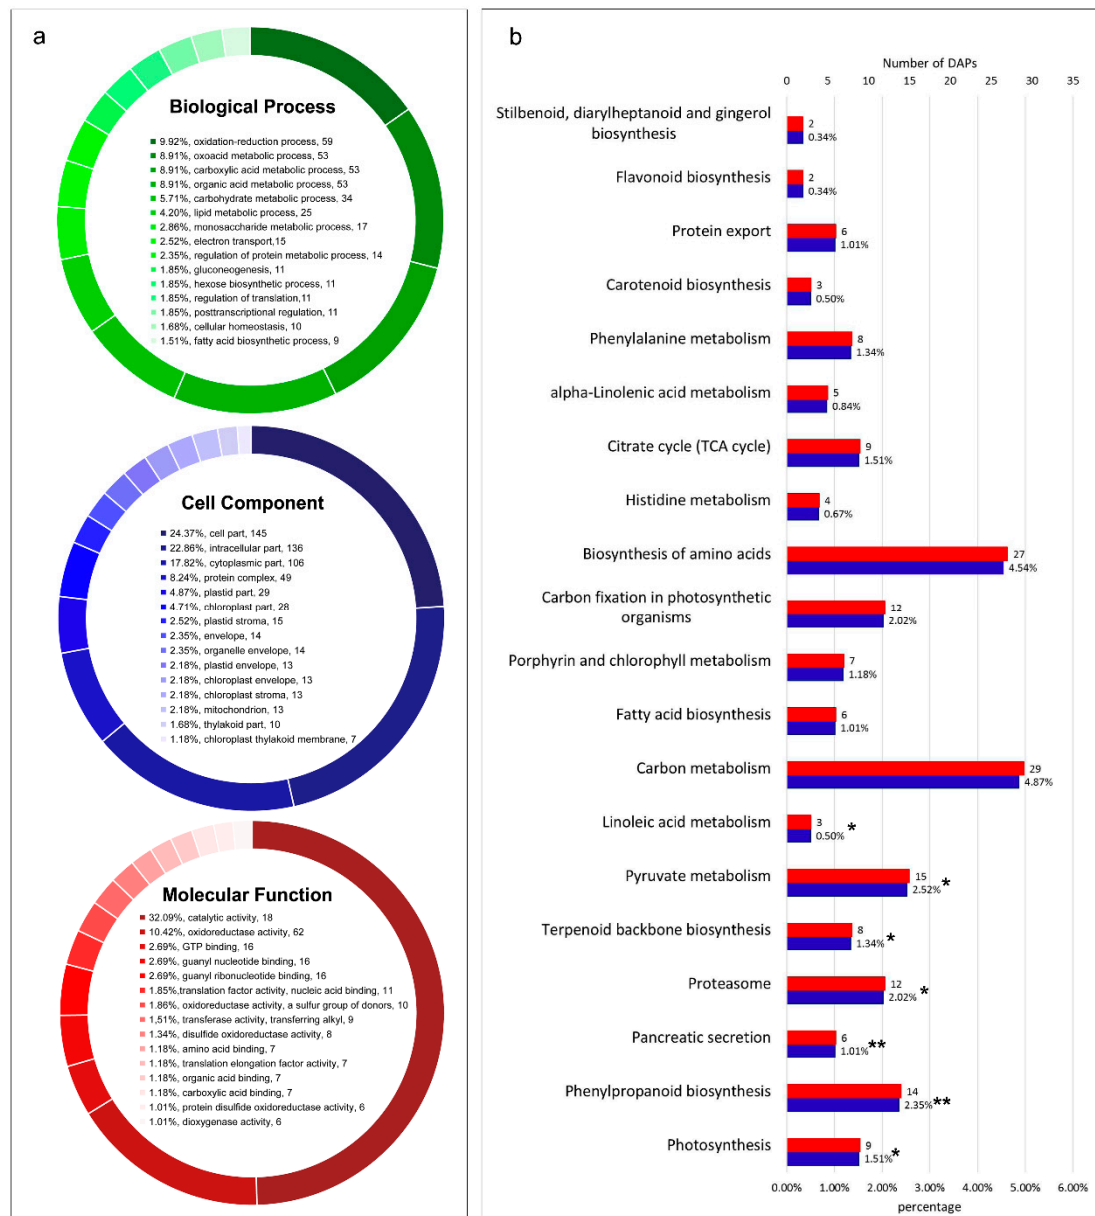 a
Biological Process
9.92%, oxidation-reduction process, 59
8.91%, oxoacid metabolic process, 53
8.91%, carboxylic acid metabolic process, 53
8.91%, organic acid metabolic process, 53
5.71%, carbohydrate metabolic process, 34
4.20%, lipid metabolic process, 25
2.86%, monosaccharide metabolic process, 17
2.52%, electron transport,15
2.35%, regulation of protein metabolic process, 14
1.85%, gluconeogenesis, 11
1.85%, hexose biosynthetic process, 11
1.85%, regulation of translation,11
1.85%, posttranscriptional regulation, 11
1.68%, cellular homeostasis, 10
1.51%, fatty acid biosynthetic process, 9
Cell Component
24.37%, cell part, 145
22.86%, intracellular part, 136
17.82%, cytoplasmic part, 106
8.24%, protein complex, 49
4.87%, plastid part, 29
4.71%, chloroplast part, 28
2.52%, plastid stroma, 15
2.35%, envelope, 14
2.35%, organelle envelope, 14
2.18%, plastid envelope, 13
2.18%, chloroplast envelope, 13
2.18%, chloroplast stroma, 13
2.18%, mitochondrion, 13
1.68%, thylakoid part, 10
1.18%, chloroplast thylakoid membrane, 7
Molecular Function
32.09%, catalytic activity, 18
10.42%, oxidoreductase activity, 62
2.69%, GTP binding, 16
2.69%, guanyl nucleotide binding, 16
2.69%, guanyl ribonucleotide binding, 16
1.85%,translation factor activity, nucleic acid binding, 11
1.86%, oxidoreductase activity, a sulfur group of donors, 10
1,51%, transferase activity, transferring alkyl, 9
1.34%, disulfide oxidoreductase activity, 8
1.18%, amino acid binding, 7
1.18%, translation elongation factor activity, 7
1.18%, organic acid binding, 7
1.18%, carboxylic acid binding, 7
1.01%, protein disulfide oxidoreductase activity, 6
1.01%, dioxygenase activity, 6
b
Number of DAPs
0 5 10 15 20 25 30 35
Stilbenoid, diarylheptanoid and gingerol
biosynthesis
2
0.34%
Flavonoid biosynthesis
2
0.34%
Protein export
6
1.01%
Carotenoid biosynthesis
3
0.50%
Phenylalanine metabolism
8
1.34%
alpha-Linolenic acid metabolism
5
0.84%
Citrate cycle (TCA cycle)
9
1.51%
Histidine metabolism
4
0.67%
Biosynthesis of amino acids
27
4.54%
Carbon fixation in photosynthetic
organisms
12
2.02%
Porphyrin and chlorophyll metabolism
7
1.18%
Fatty acid biosynthesis
6
1.01%
Carbon metabolism
29
4.87%
Linoleic acid metabolism
3
0.50% *
Pyruvate metabolism
15
2.52% *
Terpenoid backbone biosynthesis
8
1.34% *
Proteasome
12
2.02% *
Pancreatic secretion
6
1.01% **
Phenylpropanoid biosynthesis
14
2.35% **
Photosynthesis
9
1.51% *
0.00% 1.00% 2.00% 3.00% 4.00% 5.00% 6.00%
percentage